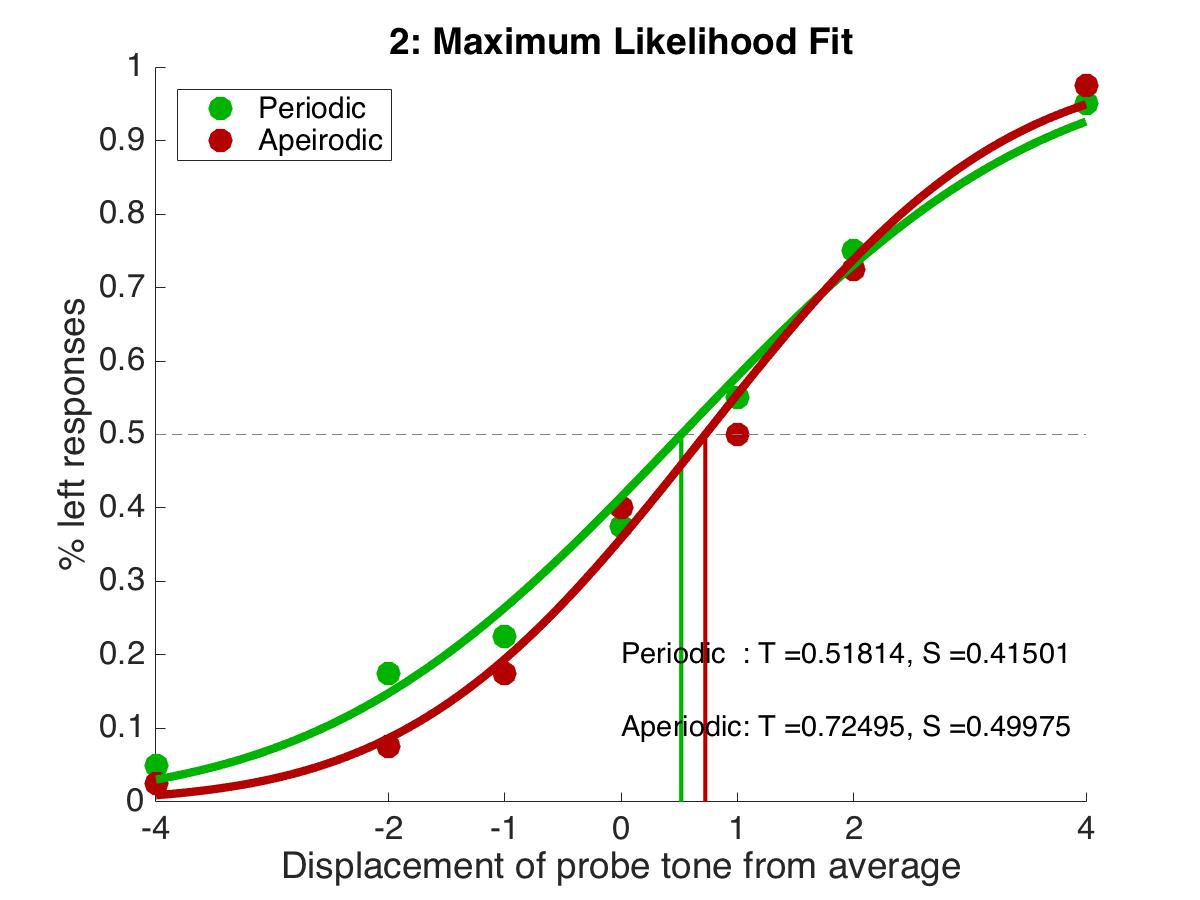 2: Maximum Likelihood Fit
1
Periodic
Apeirodic
0.9
0.8
0.7
0.6
0.5
0.4
0.3
0.2
0.1
0
% left responses
Periodic : T =0.51814, S =0.41501
Aperiodic: T =0.72495, S =0.49975
-4 -2 -1 0 1 2 4
Displacement of probe tone from average